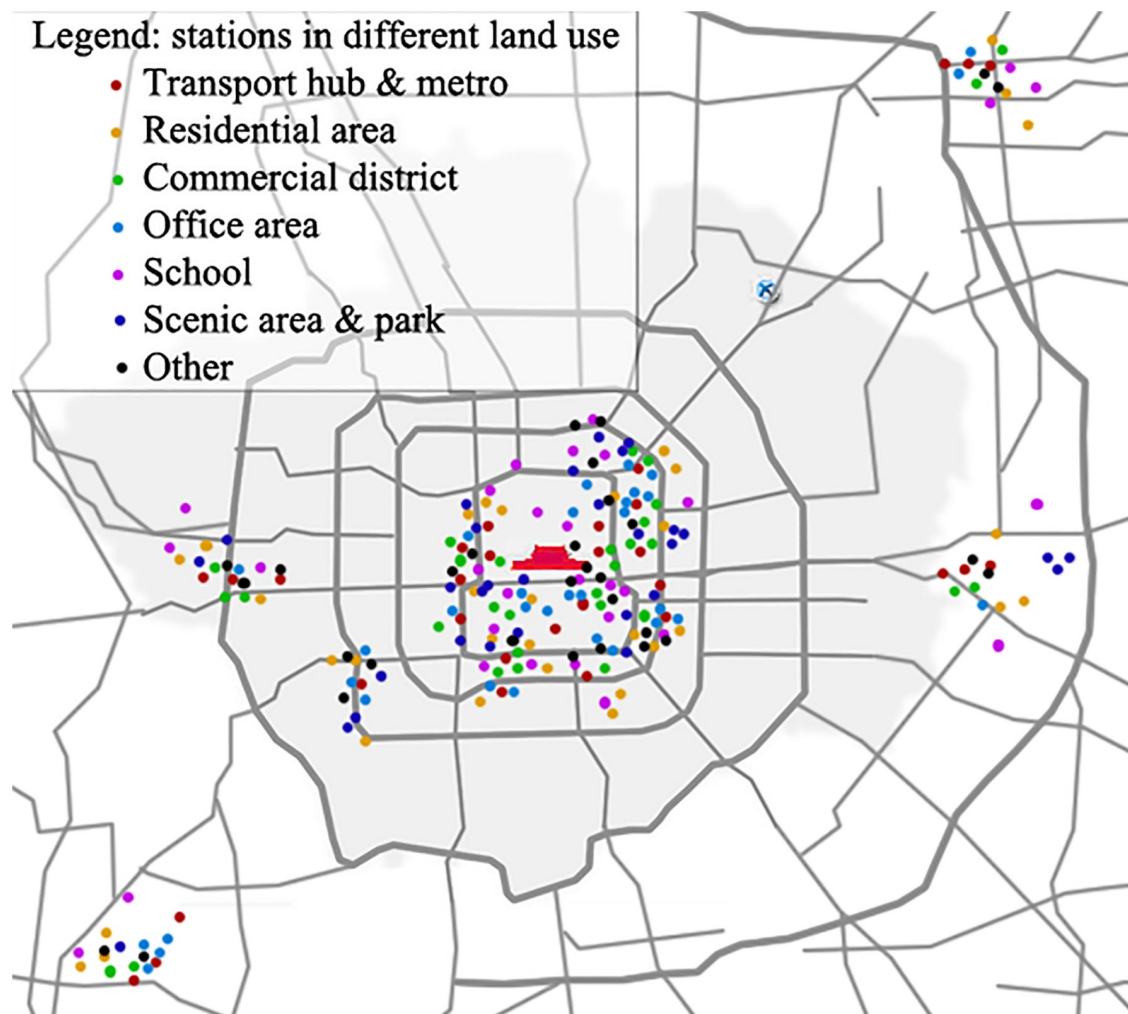 Legend: stations in different land use
Transport hub & metro
Residential area
Commercial district
Office area
School
Scenic area & park
Other